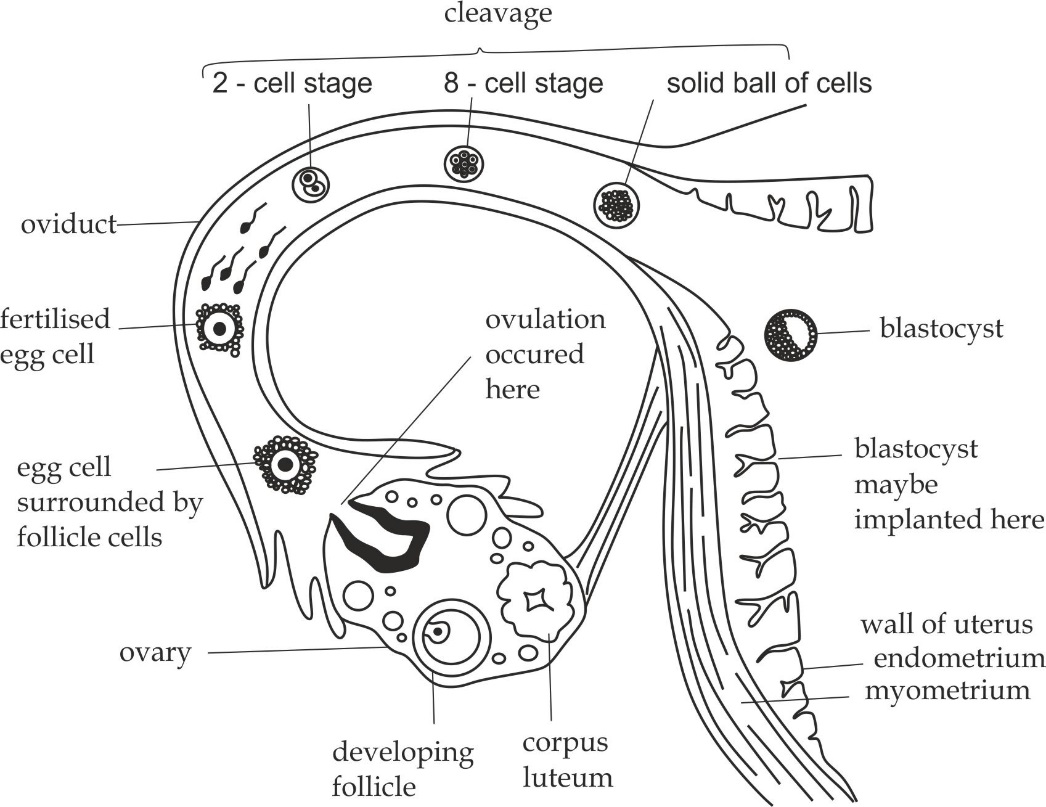 cleavage
2 - cell stage
8 - cell stage
solid ball of cells
oviduct
fertilised
egg cell
ovulation
occured
here
blastocyst
egg cell
surrounded by
follicle cells
blastocyst
maybe
implanted here
ovary
wall of uterus
endometrium
myometrium
developing
follicle
corpus
luteum